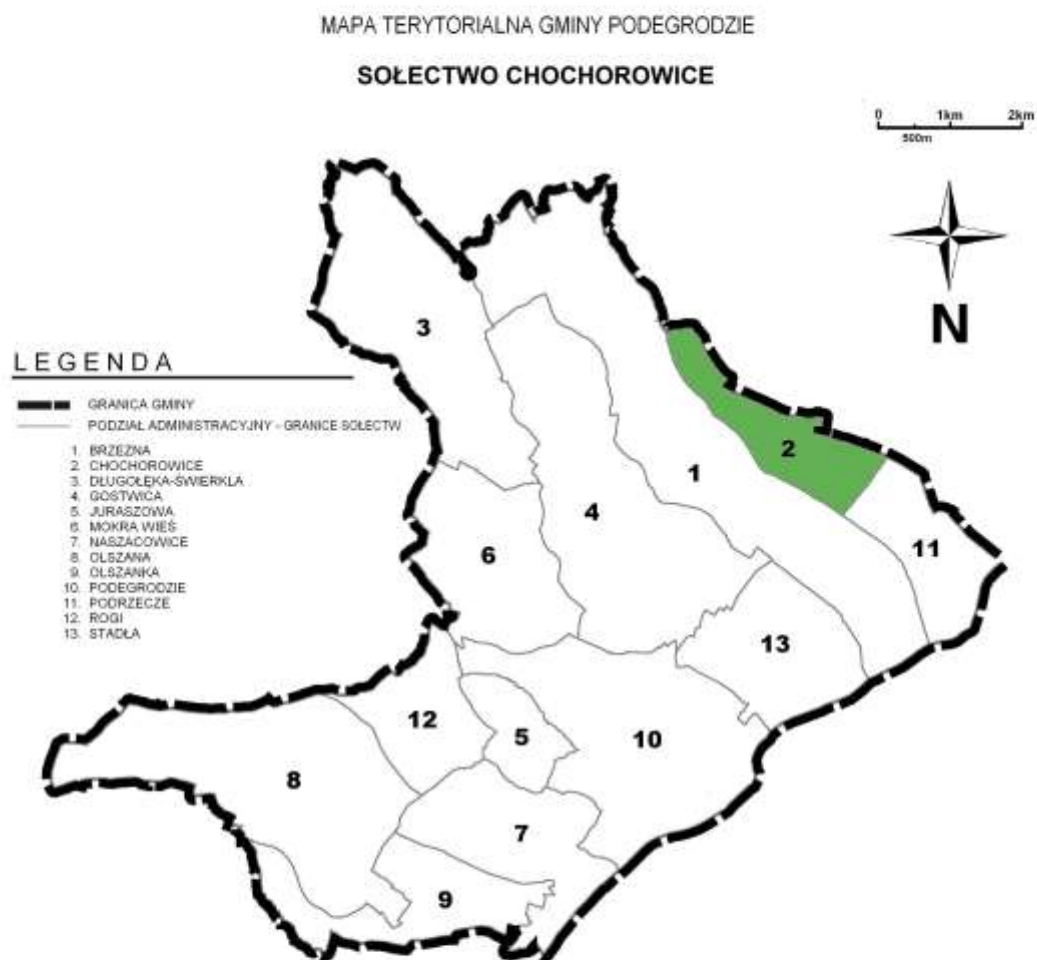 MAPA TERYTORIALNA GMINY PODEGRODZIE
SOŁECTWO CHOCHOROWICE
0 1km 2km
500m
N
LEGENDA
GRANICA GMINY
PODZIAŁ ADMINISTRACYJNY - GRANICE SOŁECTW
1. BRZEZNA
2. CHOCHOROWICE
3. DŁUGOŁĘKA-ŚWIERKLA
4. GOSTWICA
5. JURASZOWA
6. MOKRA WIEŚ
7. NASZACOWICE
8. OLSZANA
9. OLSZANKA
10. PODEGRODZIE
11. PODRZECZE
12. ROGI
13. STADŁA
3
2
1
4
11
6
13
12
5
10
8
7
9